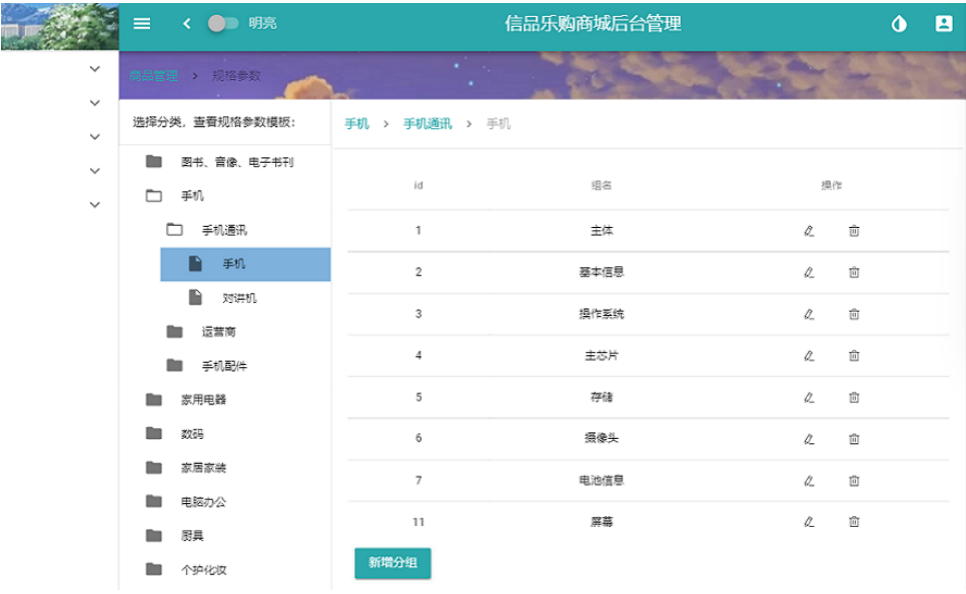 明亮
信品乐购商城后台管理
商品管理 > 规格参数
选择分类，查看规格参数模板：
图书、音像、电子书刊
手机
手机通讯
手机
对讲机
运营商
手机配件
家用电器
数码
家居家装
电脑办公
厨具
个护化妆
手机 > 手机通讯 > 手机
id 组名 操作
1 主体
2 基本信息
3 操作系统
4 主芯片
5 存储
6 摄像头
7 电池信息
11 屏幕
新增分组